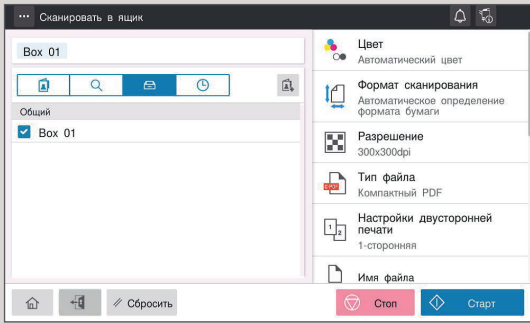 Сканировать в ящик
Box 01
Общий
Box 01
Цвет
Автоматический цвет
Формат сканирования
Автоматическое определение
формата бумаги
Разрешение
300x300dpi
Тип файла
Компактный PDF
Настройки двусторонней
печати
1-сторонняя
Имя файла
Сбросить
Стоп
Старт